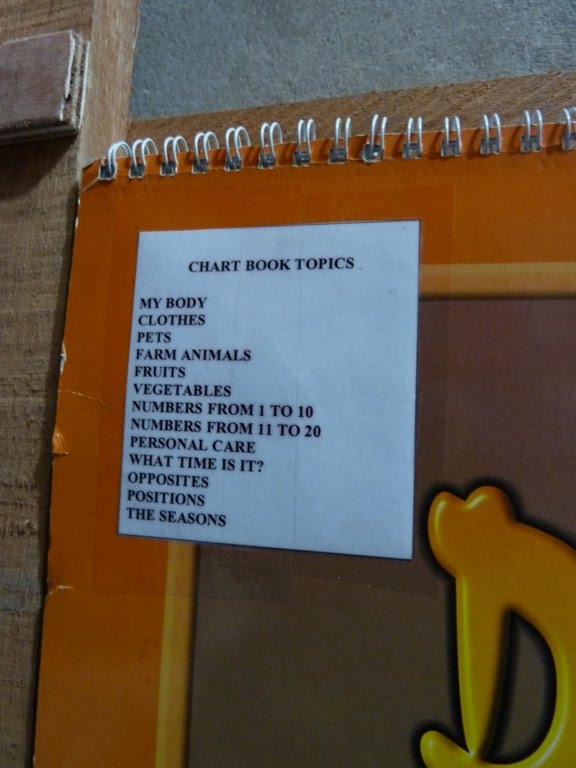 CHART BOOK TOPICS
MY BODY
CLOTHES
PETS
FARM ANIMALS
FRUITS
VEGETABLES
NUMBERS FROM 1 TO 10
NUMBERS FROM 11 TO 20
PERSONAL CARE
WHAT TIME IS IT?
OPPOSITES
POSITIONS
THE SEASONS
D